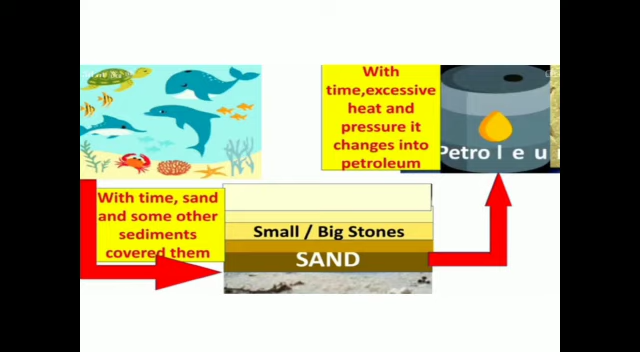 With
time,excessive
heat and
pressure it
changes into
petroleum
Petroleu
With time, sand
and some other
sediments
covered them
Small / Big Stones
SAND